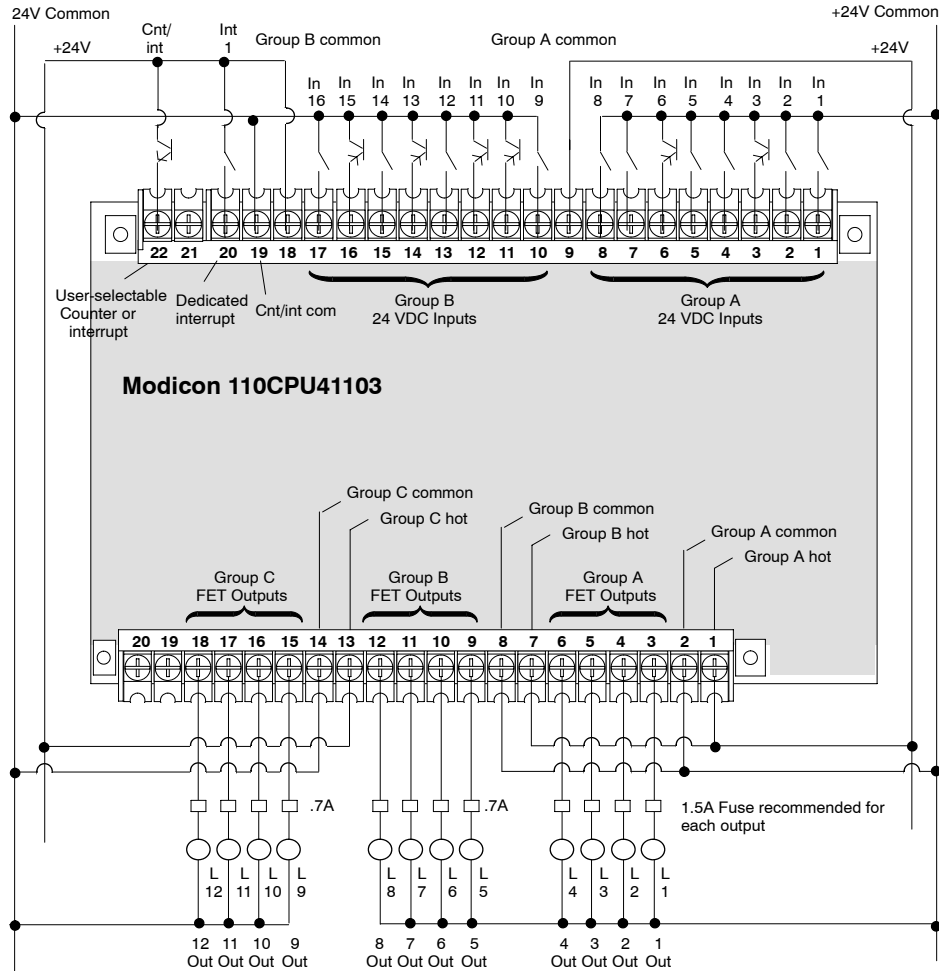 24V Common
+24V Common
+24V
Cnt/
int
Int
1
Group B common
Group A common
+24V
In
16
In
15
In
14
In
13
In
12
In
11
In
10
In
9
In
8
In
7
In
6
In
5
In
4
In
3
In
2
In
1
22 21 20 19 18 17 16 15 14 13 12 11 10 9 8 7 6 5 4 3 2 1
User-selectable
Counter or
interrupt
Dedicated
interrupt
Cnt/int com
Group B
24 VDC Inputs
Group A
24 VDC Inputs
Modicon 110CPU41103
Group C common
Group C hot
Group B common
Group B hot
Group A common
Group A hot
Group C
FET Outputs
Group B
FET Outputs
Group A
FET Outputs
20 19 18 17 16 15 14 13 12 11 10 9 8 7 6 5 4 3 2 1
.7A
.7A
1.5A Fuse recommended for
each output
L
12
L
11
L
10
L
9
L
8
L
7
L
6
L
5
L
4
L
3
L
2
L
1
12
Out
11
Out
10
Out
9
Out
8
Out
7
Out
6
Out
5
Out
4
Out
3
Out
2
Out
1
Out